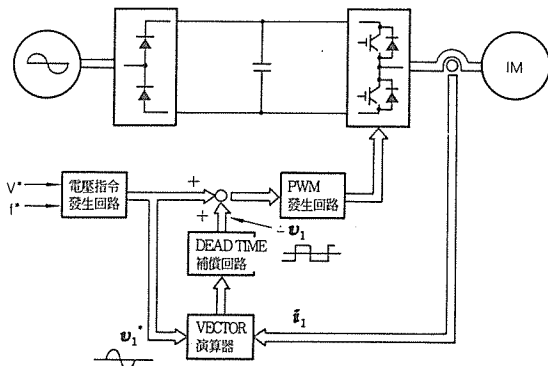 IM
V*
f*
電壓指令
發生回路
+
+
PWM
發生回路
- v₁
DEAD TIME
補償回路
v₁*
VECTOR
演算器
i₁